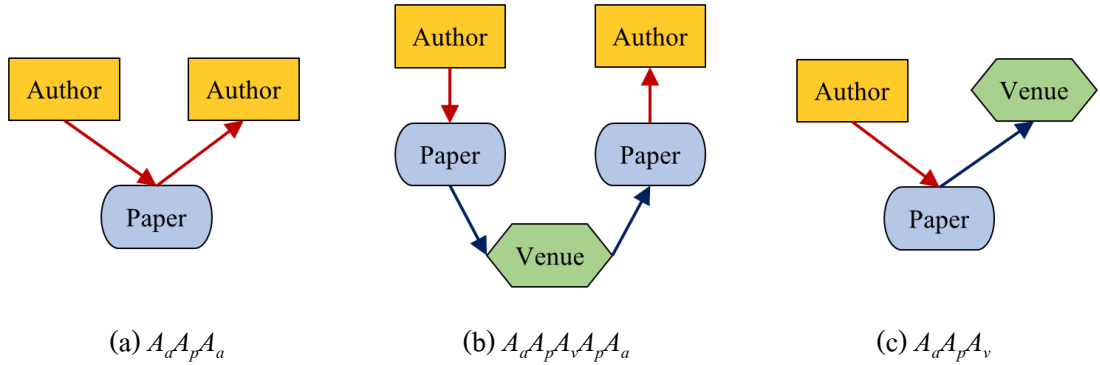 Author
Author
Paper
(a) AₐAₚAₐ
Author
Author
Paper
Paper
Venue
(b) AₐAₚAᵥAₚAₐ
Author
Venue
Paper
(c) AₐAₚAᵥ